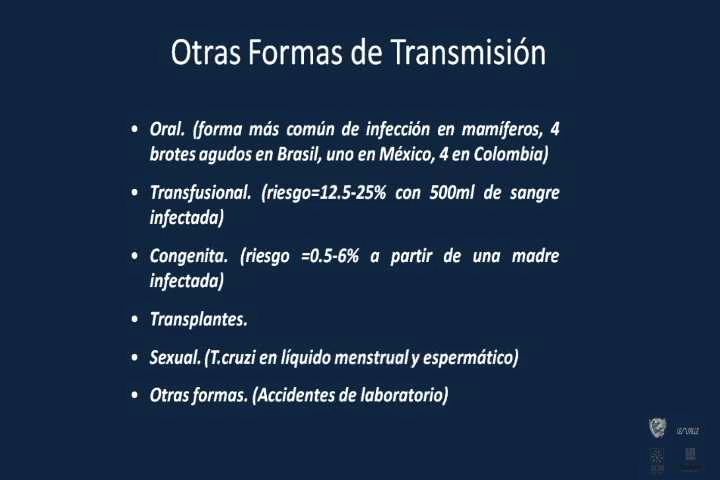 Otras Formas de Transmisión
• Oral. (forma más común de infección en mamíferos, 4
brotes agudos en Brasil, uno en México, 4 en Colombia)
• Transfusional. (riesgo=12.5-25% con 500ml de sangre
infectada)
• Congenita. (riesgo =0.5-6% a partir de una madre
infectada)
• Transplantes.
• Sexual. (T.cruzi en líquido menstrual y espermático)
• Otras formas. (Accidentes de laboratorio)